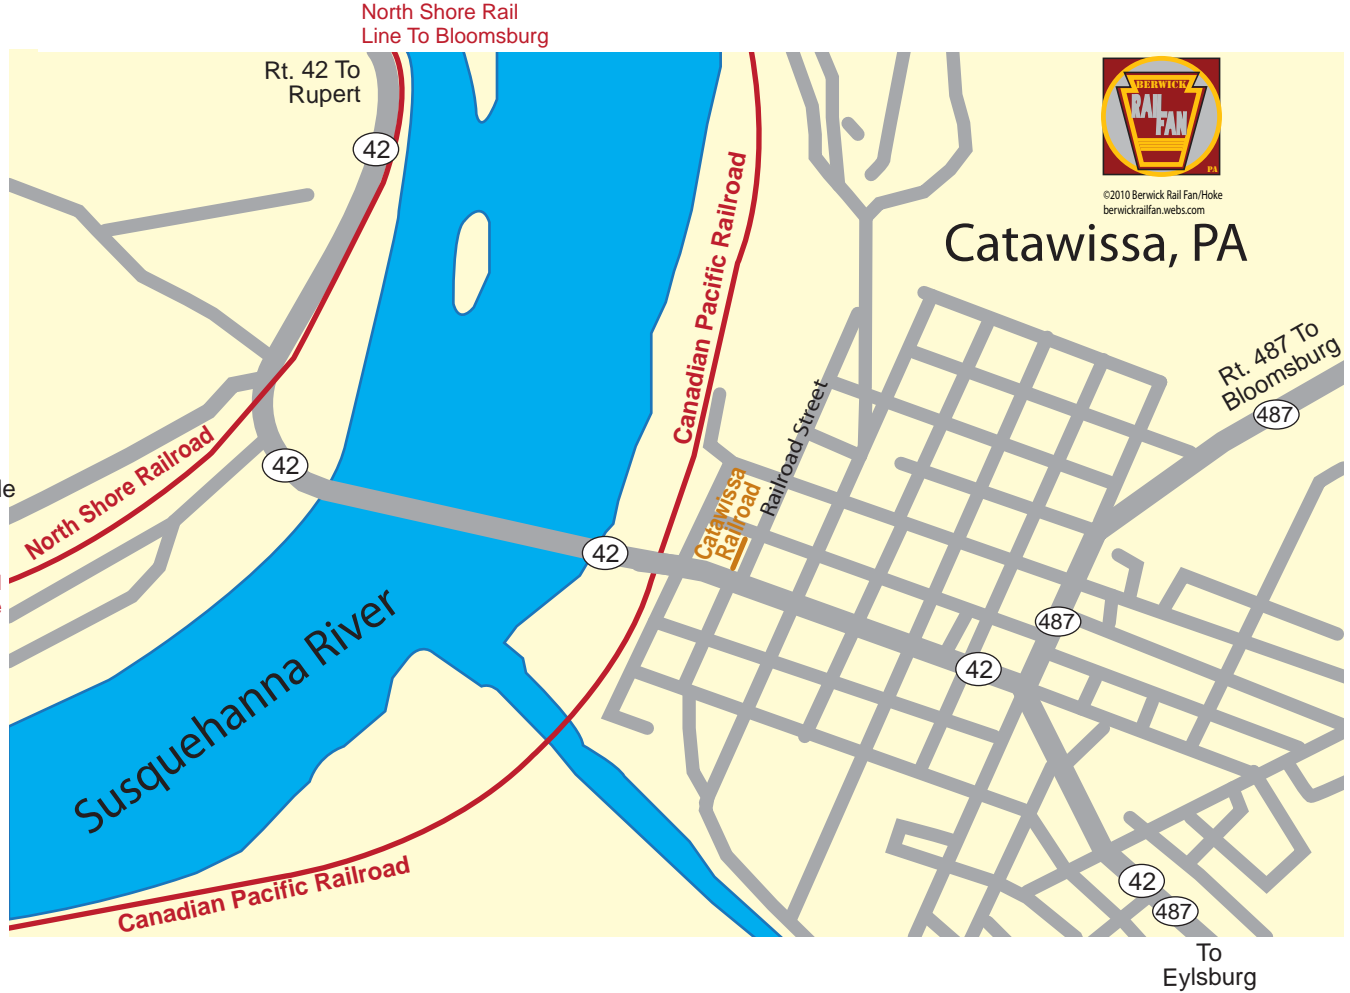 North Shore Rail
Line To Bloomsburg
Rt. 42 To
Rupert
42
BERWICK
RAIL
FAN
PA
©2010 Berwick Rail Fan/Hoke
berwickrailfan.webs.com
Catawissa, PA
Canadian Pacific Railroad
Rt. 487 To
Bloomsburg
487
Railroad Street
North Shore Railroad
42
Catawissa
Railroad
42
Susquehanna River
487
42
Canadian Pacific Railroad
42
487
To
Eylsburg